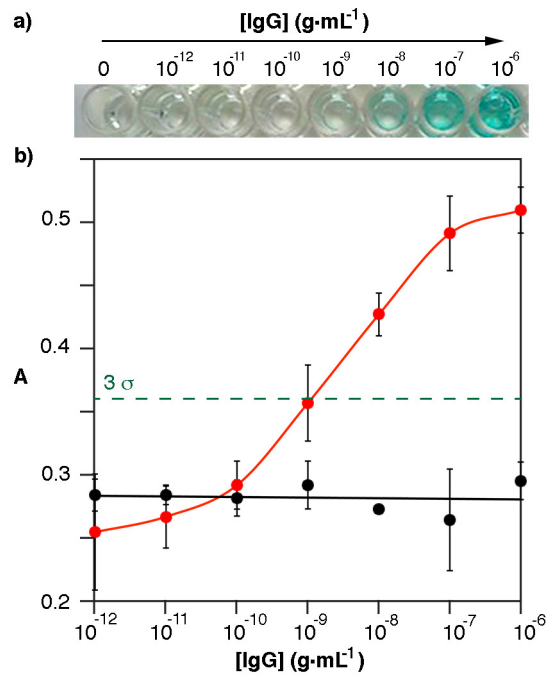 a)
[IgG] (g·mL⁻¹)
0 10⁻¹² 10⁻¹¹ 10⁻¹⁰ 10⁻⁹ 10⁻⁸ 10⁻⁷ 10⁻⁶
b)
0.5
0.4
A
3 σ
0.3
0.2
10⁻¹² 10⁻¹¹ 10⁻¹⁰ 10⁻⁹ 10⁻⁸ 10⁻⁷ 10⁻⁶
[IgG] (g·mL⁻¹)